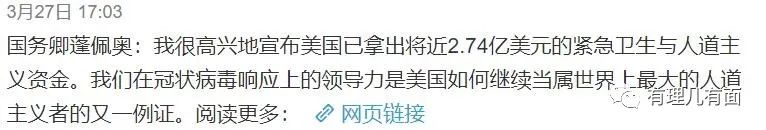 3月27日 17:03
国务卿蓬佩奥：我很高兴地宣布美国已拿出将近2.74亿美元的紧急卫生与人道主
义资金。我们在冠状病毒响应上的领导力是美国如何继续当属世界上最大的人道
主义者的又一例证。阅读更多： 网页链接
有理儿有面